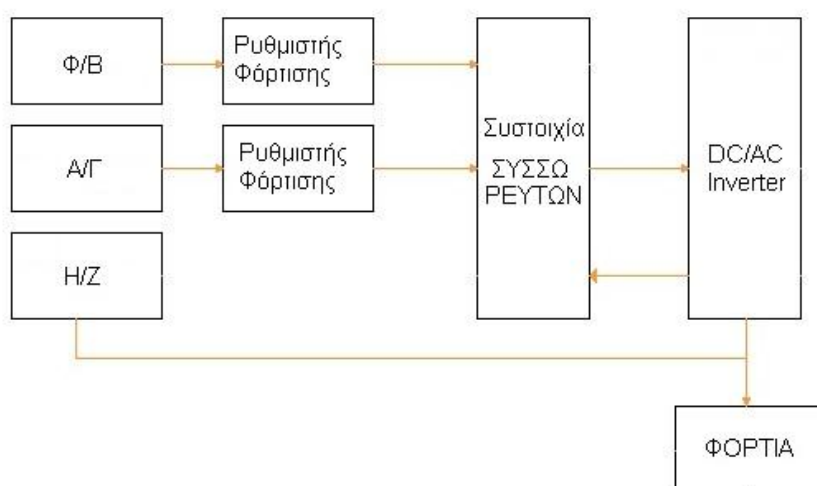 Φ/Β
Ρυθμιστής
Φόρτισης
Α/Γ
Ρυθμιστής
Φόρτισης
Η/Ζ
Συστοιχία
ΣΥΣΣΩ
ΡΕΥΤΩΝ
DC/AC
Inverter
ΦΟΡΤΙΑ